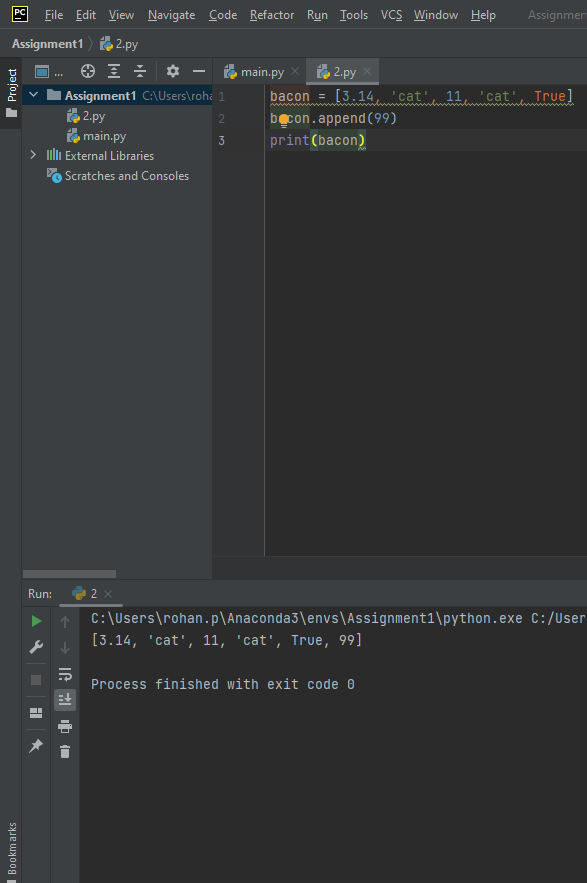 PC File Edit View Navigate Code Refactor Run Tools VCS Window Help Assignmer
Assignment1 2.py
Project
... main.py 2.py
Assignment1 C:\Users\roha
2.py
main.py
External Libraries
Scratches and Consoles
1 bacon = [3.14, 'cat', 11, 'cat', True]
2 bacon.append(99)
3 print(bacon)
Run: 2
C:\Users\rohan.p\Anaconda3\envs\Assignment1\python.exe C:/User
[3.14, 'cat', 11, 'cat', True, 99]
Process finished with exit code 0
Bookmarks